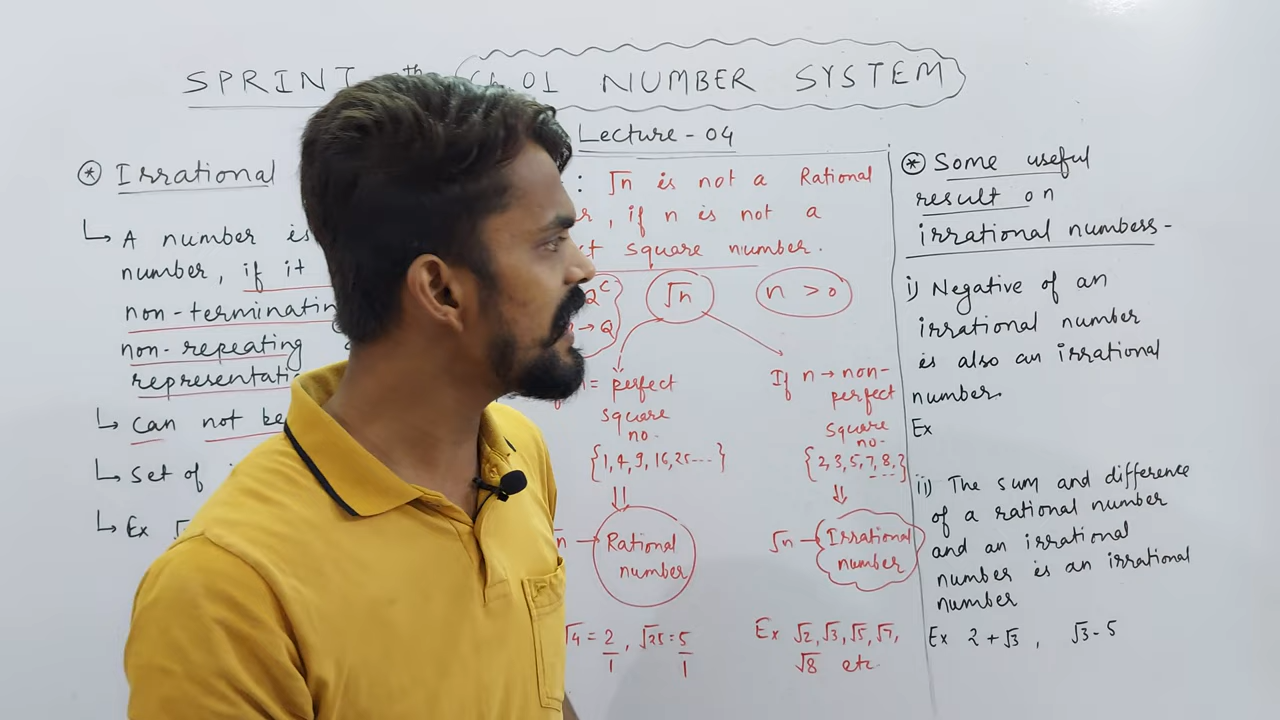 SPRINT th Ch 01 NUMBER SYSTEM
Lecture - 04
* Irrational
↳ A number is
number, if it
non-terminatin
non-repeating
representati
↳ Can not be
↳ Set of
↳ Ex √
: √n is not a Rational
, if n is not a
square number.
Q^C
→ Q
√n
n > 0
= perfect
square
no.
{1, 4, 9, 16, 25 ---- }
⇓
→ Rational
number
√4 = 2/1 , √25 = 5/1
If n → non-
perfect
square
no.
{2, 3, 5, 7, 8, }
⇓
√n → Irrational
number
Ex √2, √3, √5, √7,
√8 etc.
* Some useful
result on
irrational numbers -
i) Negative of an
irrational number
is also an irrational
number.
Ex
ii) The sum and difference
of a rational number
and an irrational
number is an irrational
number
Ex 2 + √3 , √3 - 5